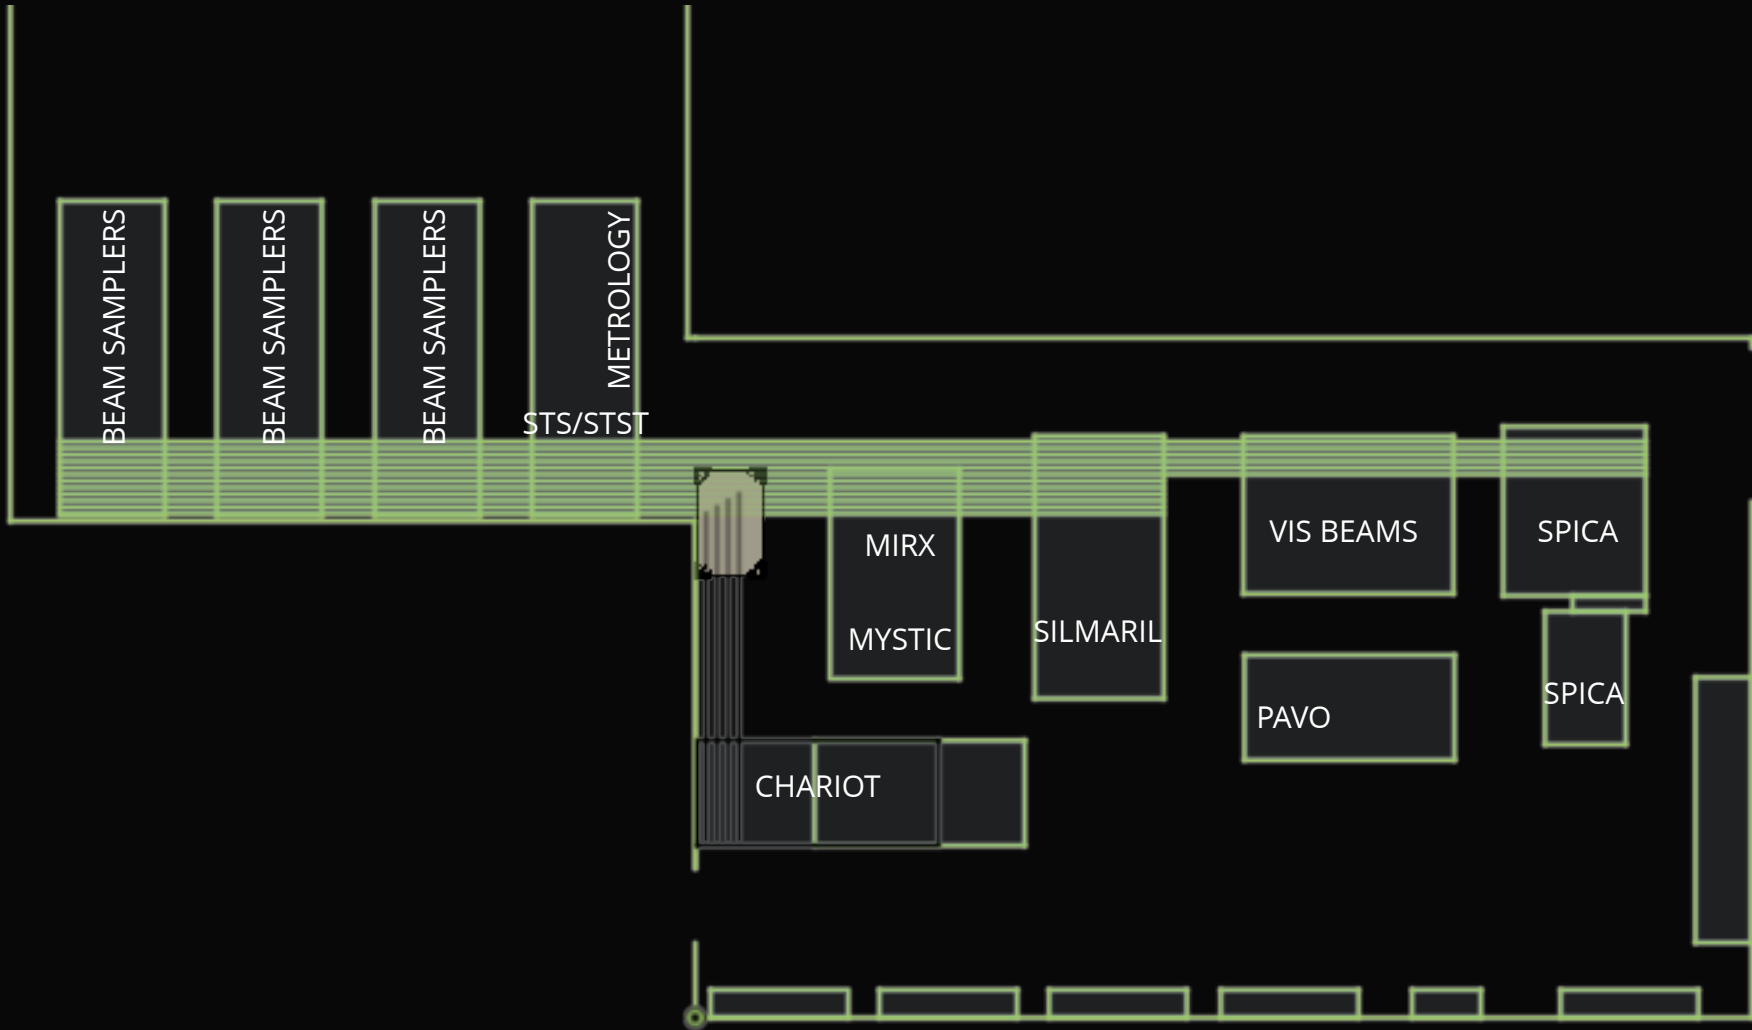 BEAM SAMPLERS
BEAM SAMPLERS
BEAM SAMPLERS
METROLOGY
STS/STST
MIRX
MYSTIC
SILMARIL
VIS BEAMS
SPICA
PAVO
SPICA
CHARIOT